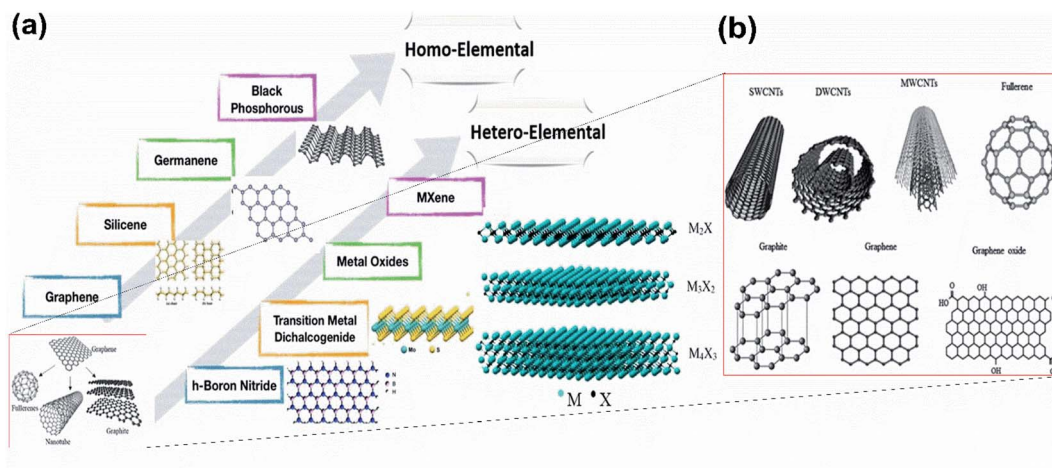 (a)
Homo-Elemental
Black
Phosphorous
Germanene
Silicene
Graphene
Hetero-Elemental
MXene
Metal Oxides
Transition Metal
Dichalcogenide
h-Boron Nitride
Mo
S
N
B
H
M₂X
M₃X₂
M₄X₃
M
X
Graphene
Fullerenes
Nanotube
Graphite
(b)
SWCNTs
DWCNTs
MWCNTs
Fullerene
Graphite
Graphene
Graphene oxide
O
OH
HO
OH